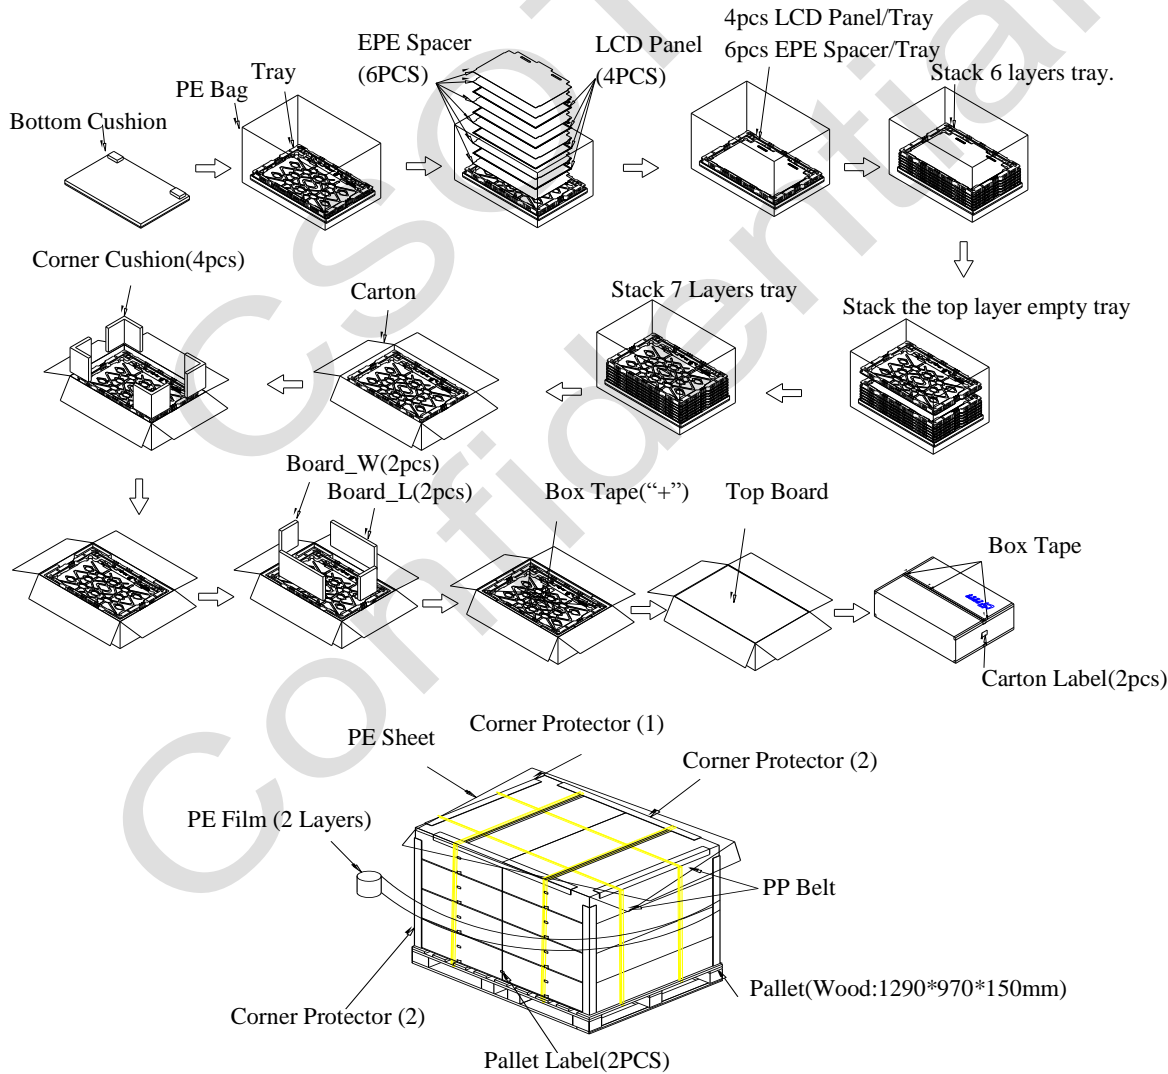 4pcs LCD Panel/Tray
6pcs EPE Spacer/Tray
EPE Spacer
(6PCS)
LCD Panel
(4PCS)
Stack 6 layers tray.
Tray
PE Bag
Bottom Cushion
Corner Cushion(4pcs)
Carton
Stack 7 Layers tray
Stack the top layer empty tray
Board_W(2pcs)
Board_L(2pcs)
Box Tape(“+”)
Top Board
Box Tape
Carton Label(2pcs)
Corner Protector (1)
PE Sheet
Corner Protector (2)
PE Film (2 Layers)
PP Belt
Pallet(Wood:1290*970*150mm)
Corner Protector (2)
Pallet Label(2PCS)
CSOT
Confidential